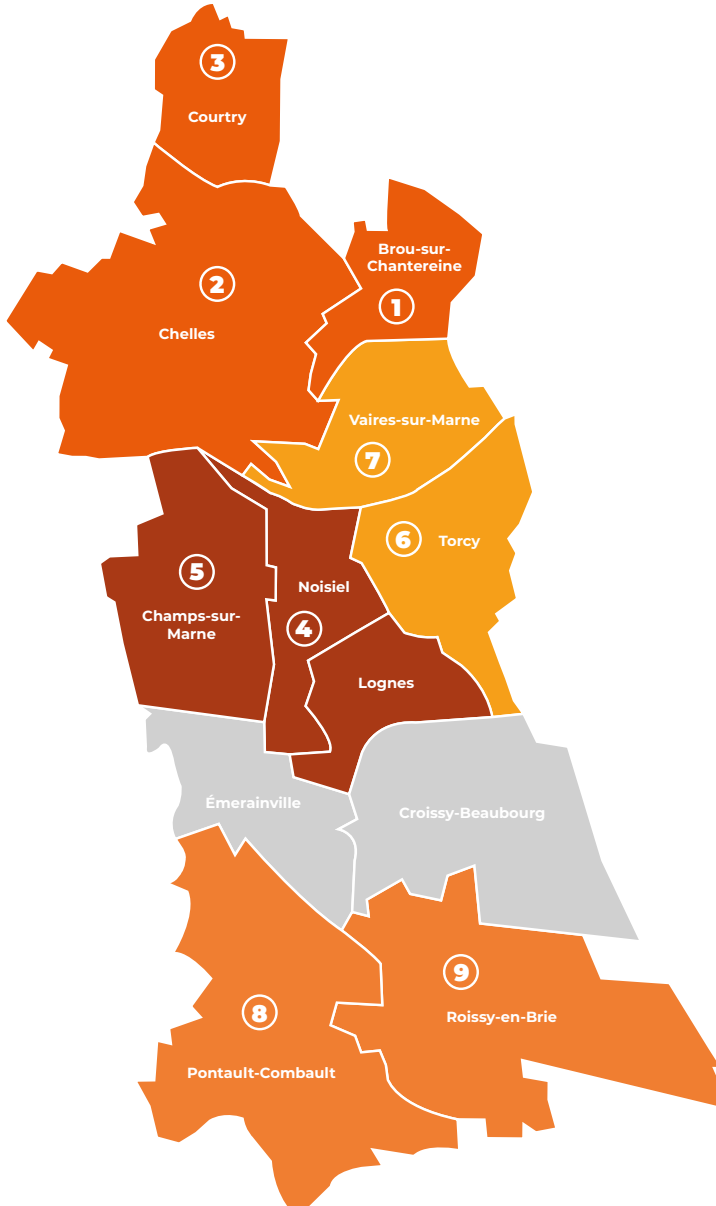 3
Courtry
Brou-sur-
Chantereine
2
1
Chelles
Vaires-sur-Marne
7
6
Torcy
5
Noisiel
Champs-sur-
Marne
4
Lognes
Émerainville
Croissy-Beaubourg
9
8
Roissy-en-Brie
Pontault-Combault